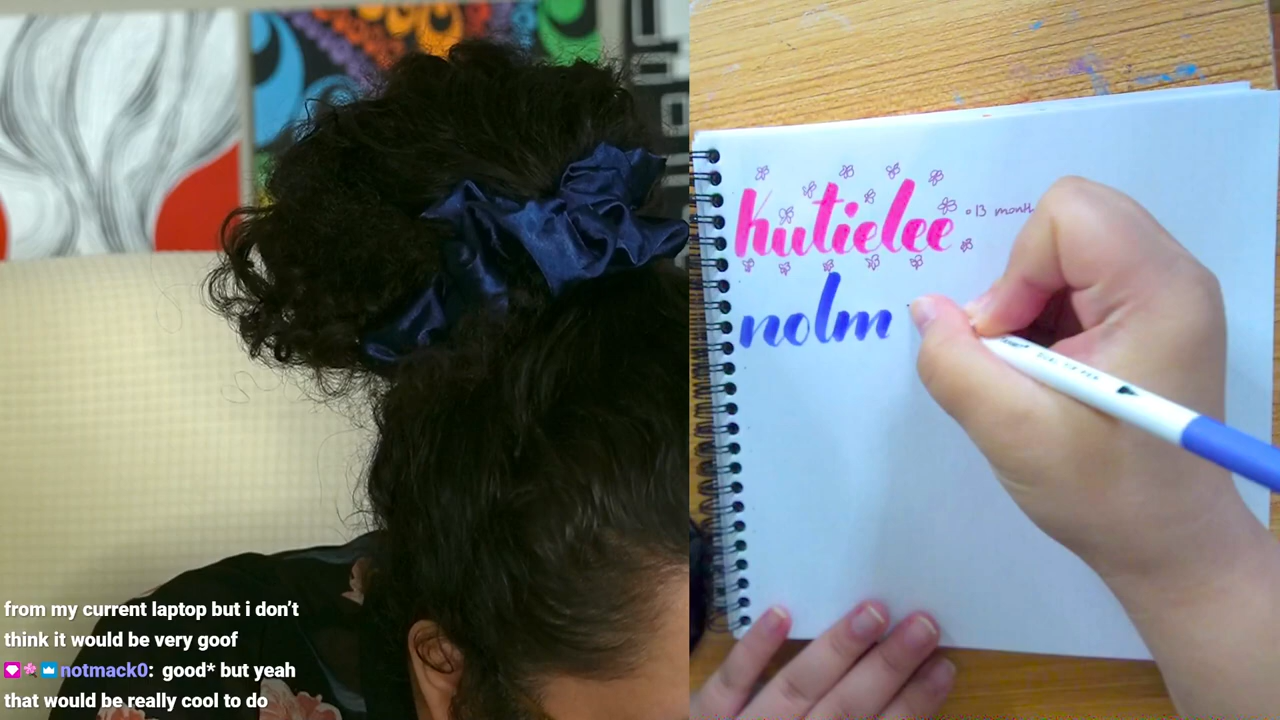 from my current laptop but i don't
think it would be very goof
notmack0: good* but yeah
that would be really cool to do
kutielee
13 month
nolm